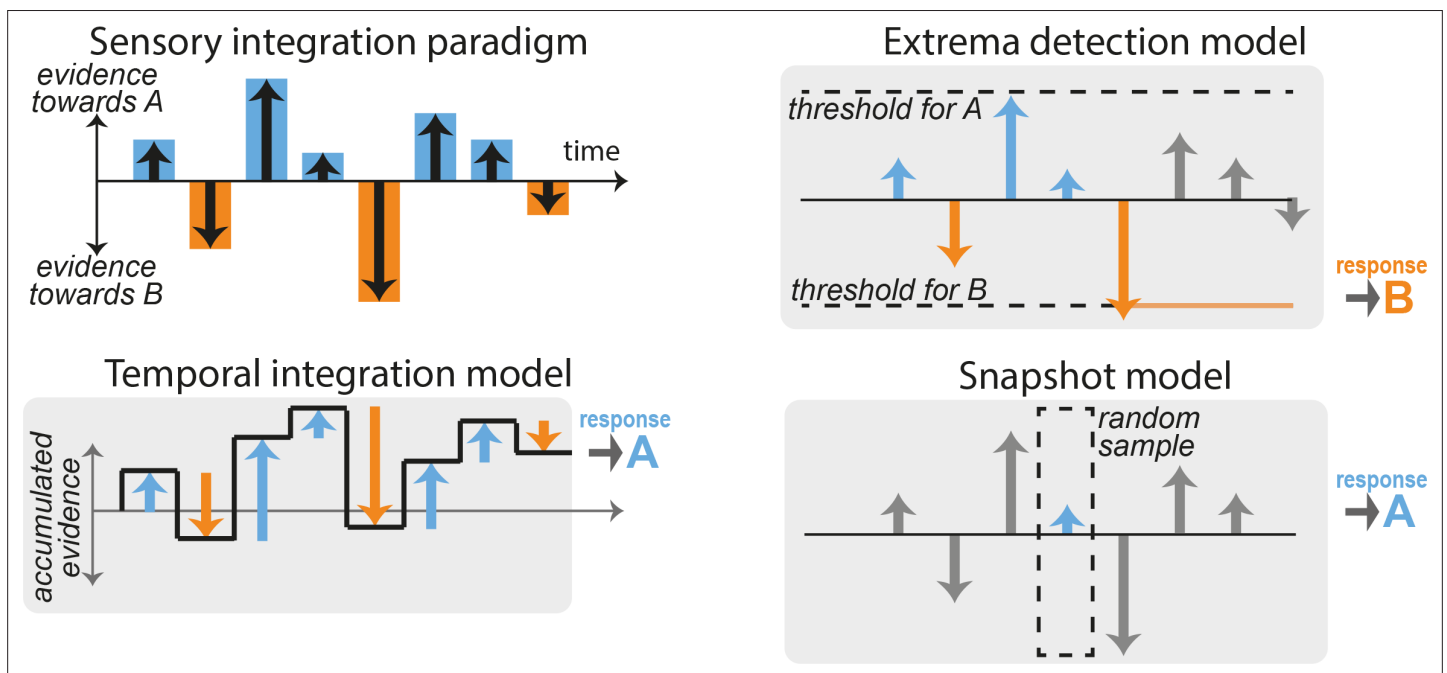 Sensory integration paradigm
evidence
towards A
time
evidence
towards B
Extrema detection model
threshold for A
threshold for B
response
B
Temporal integration model
accumulated
evidence
response
A
Snapshot model
random
sample
response
A